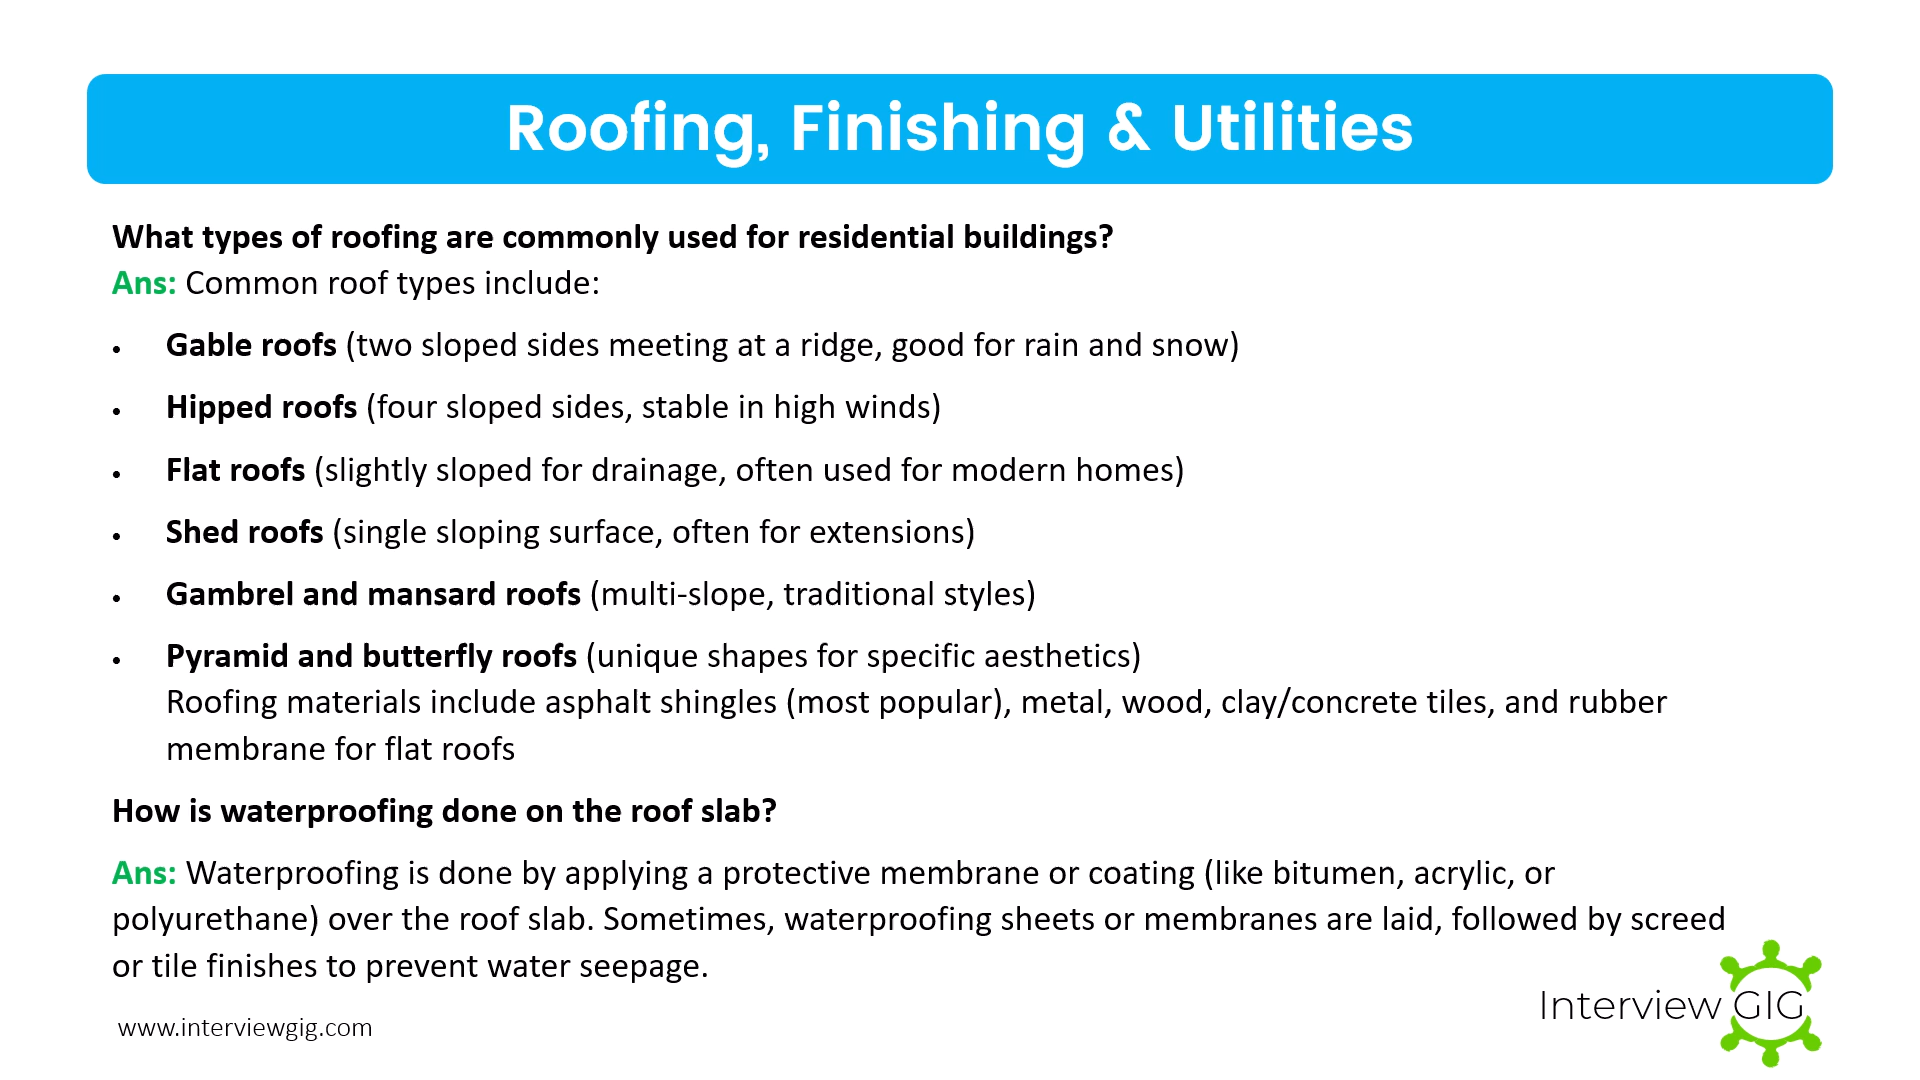 Roofing, Finishing & Utilities
What types of roofing are commonly used for residential buildings?
Ans: Common roof types include:
• Gable roofs (two sloped sides meeting at a ridge, good for rain and snow)
• Hipped roofs (four sloped sides, stable in high winds)
• Flat roofs (slightly sloped for drainage, often used for modern homes)
• Shed roofs (single sloping surface, often for extensions)
• Gambrel and mansard roofs (multi-slope, traditional styles)
• Pyramid and butterfly roofs (unique shapes for specific aesthetics)
Roofing materials include asphalt shingles (most popular), metal, wood, clay/concrete tiles, and rubber
membrane for flat roofs
How is waterproofing done on the roof slab?
Ans: Waterproofing is done by applying a protective membrane or coating (like bitumen, acrylic, or
polyurethane) over the roof slab. Sometimes, waterproofing sheets or membranes are laid, followed by screed
or tile finishes to prevent water seepage.
Interview GIG
www.interviewgig.com